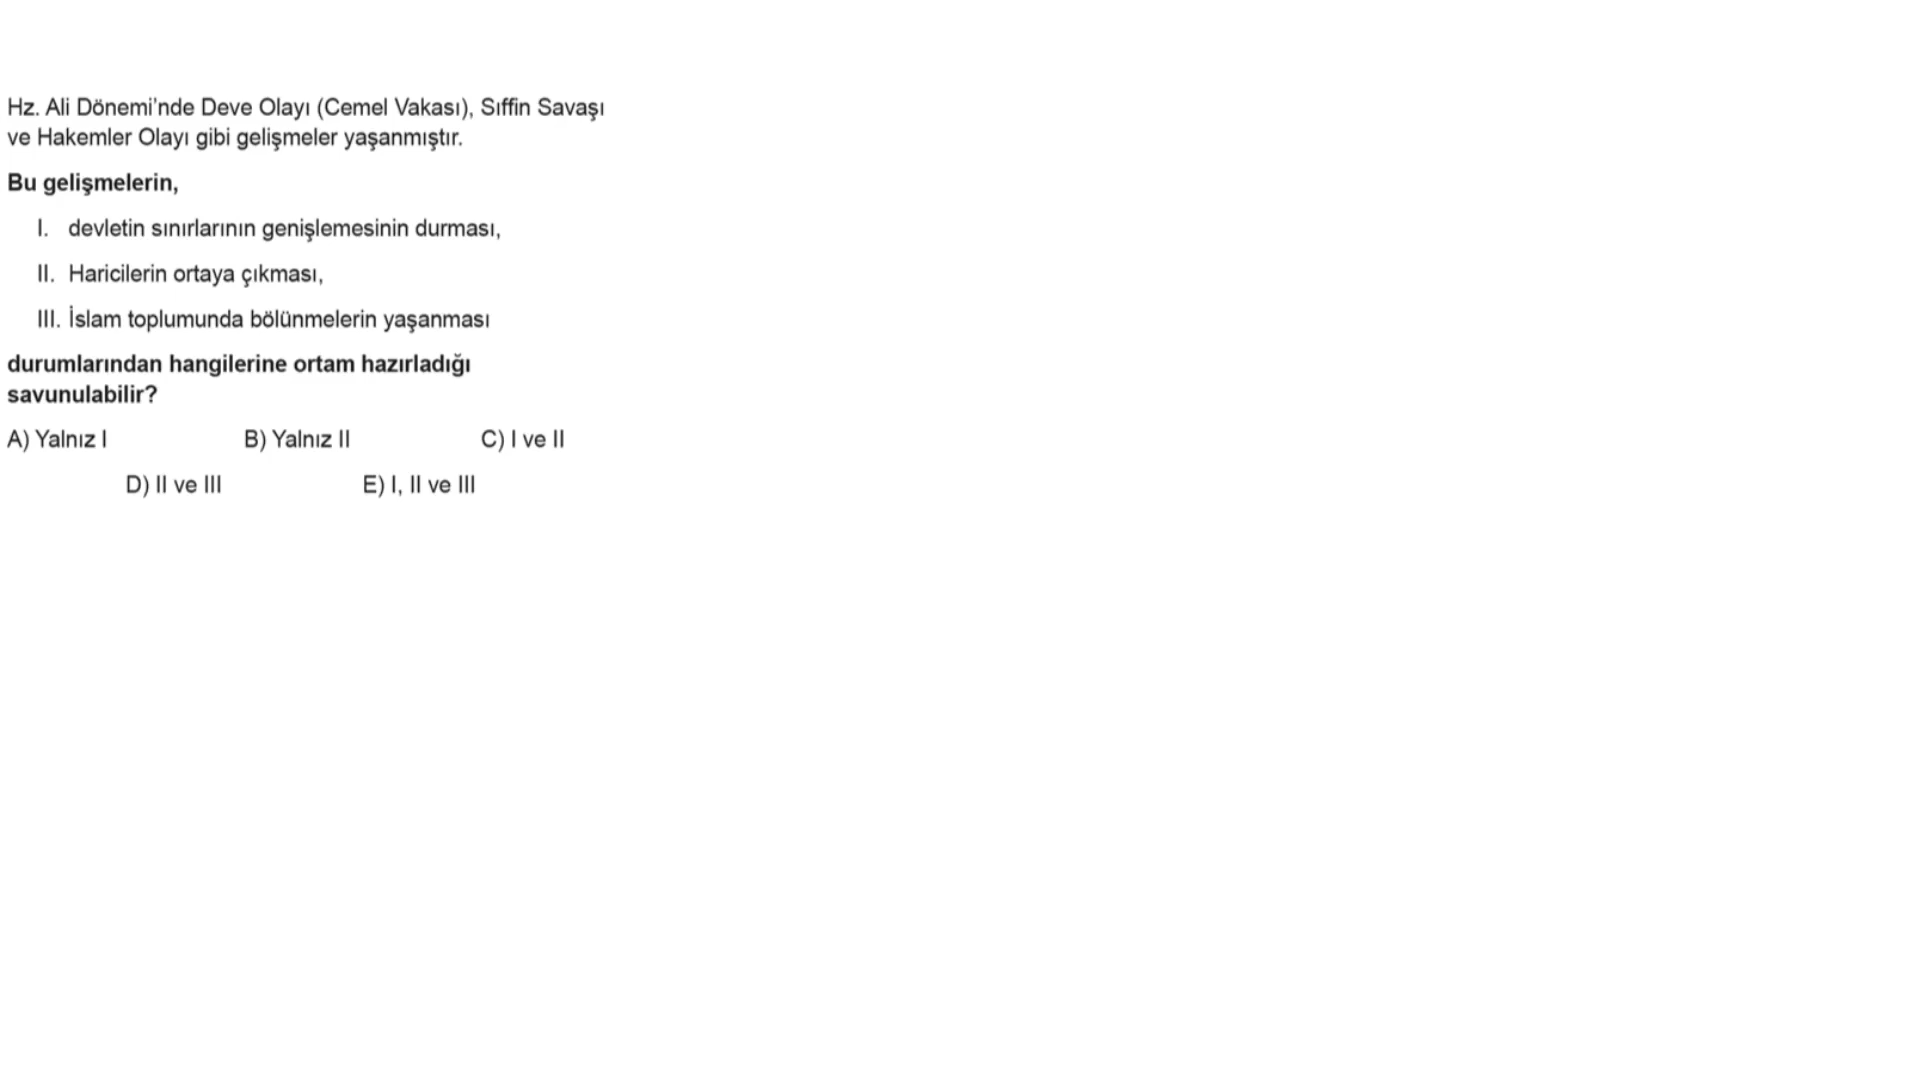 Hz. Ali Dönemi'nde Deve Olayı (Cemel Vakası), Sıffin Savaşı
ve Hakemler Olayı gibi gelişmeler yaşanmıştır.
Bu gelişmelerin,
I. devletin sınırlarının genişlemesinin durması,
II. Haricilerin ortaya çıkması,
III. İslam toplumunda bölünmelerin yaşanması
durumlarından hangilerine ortam hazırladığı
savunulabilir?
A) Yalnız I B) Yalnız II C) I ve II
D) II ve III E) I, II ve III